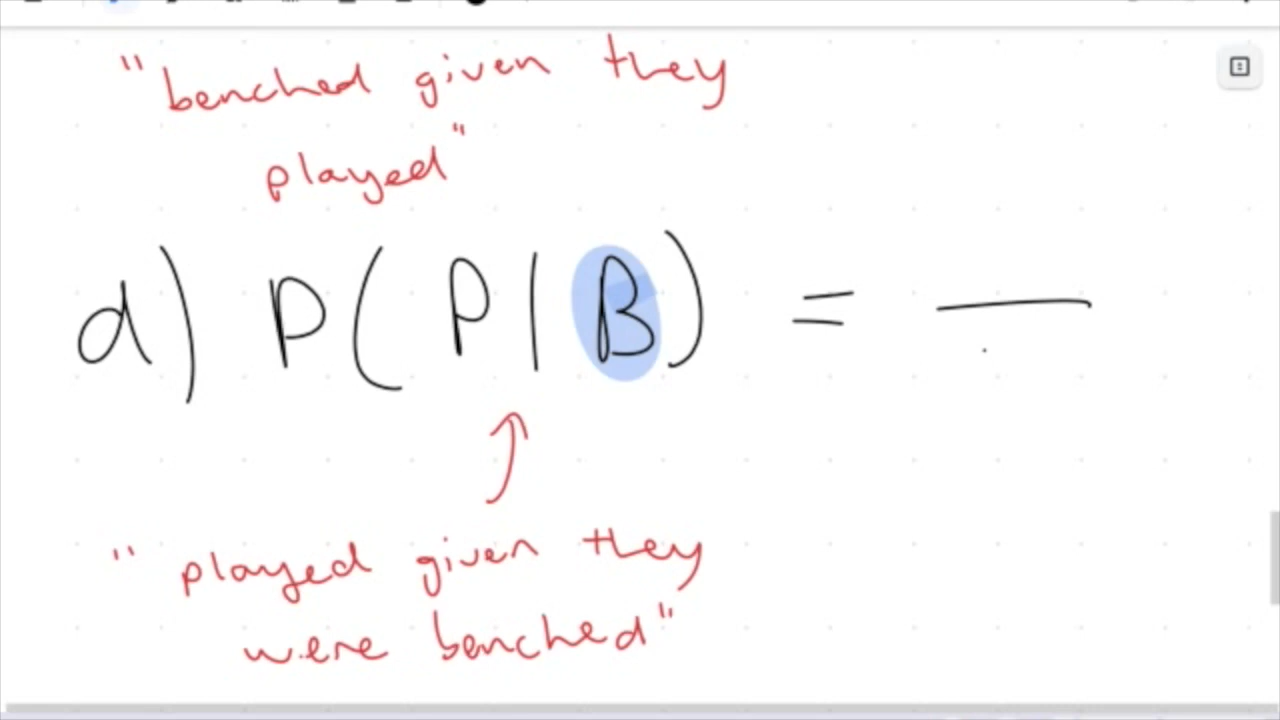 "benched given they
played"
d) P( P | B ) = —
"played given they
were benched"